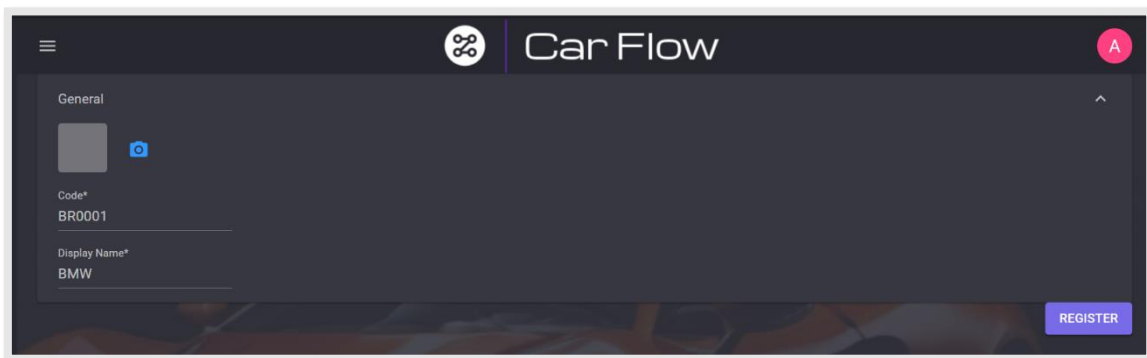 Car Flow
A
General
Code*
BR0001
Display Name*
BMW
REGISTER